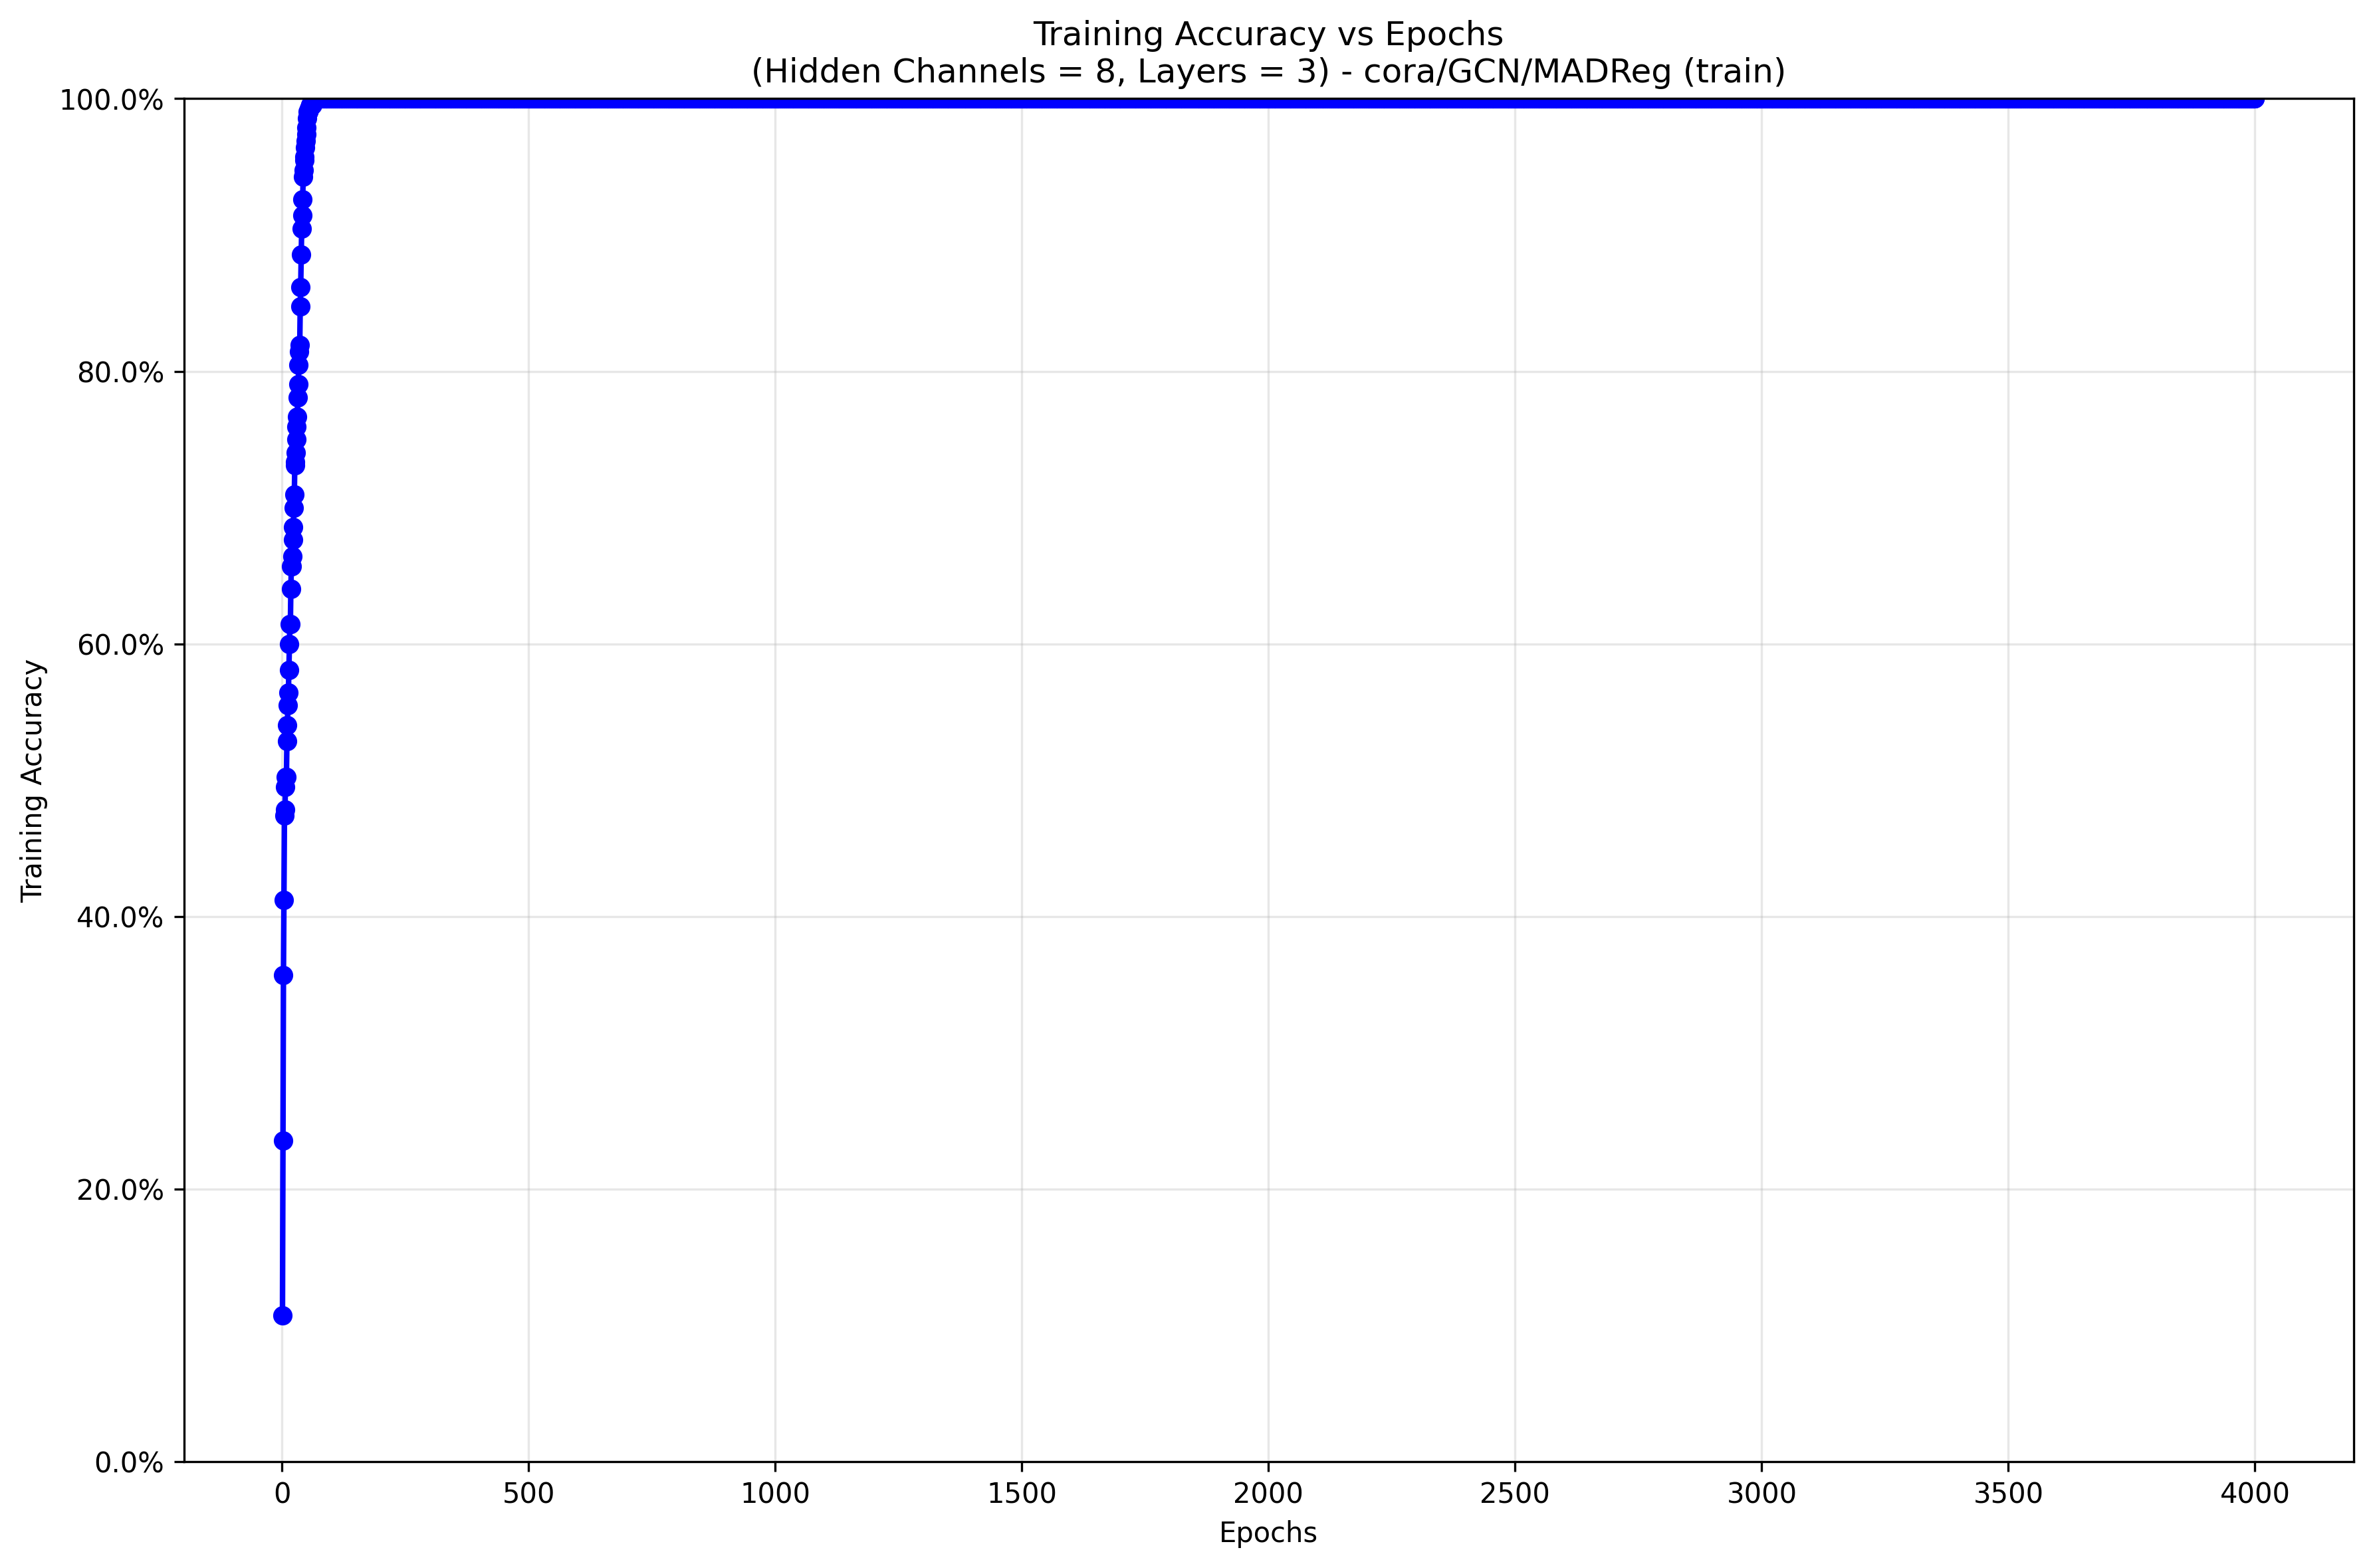 Training Accuracy vs Epochs
(Hidden Channels = 8, Layers = 3) - cora/GCN/MADReg (train)
Training Accuracy
100.0%
80.0%
60.0%
40.0%
20.0%
0.0%
0 500 1000 1500 2000 2500 3000 3500 4000
Epochs